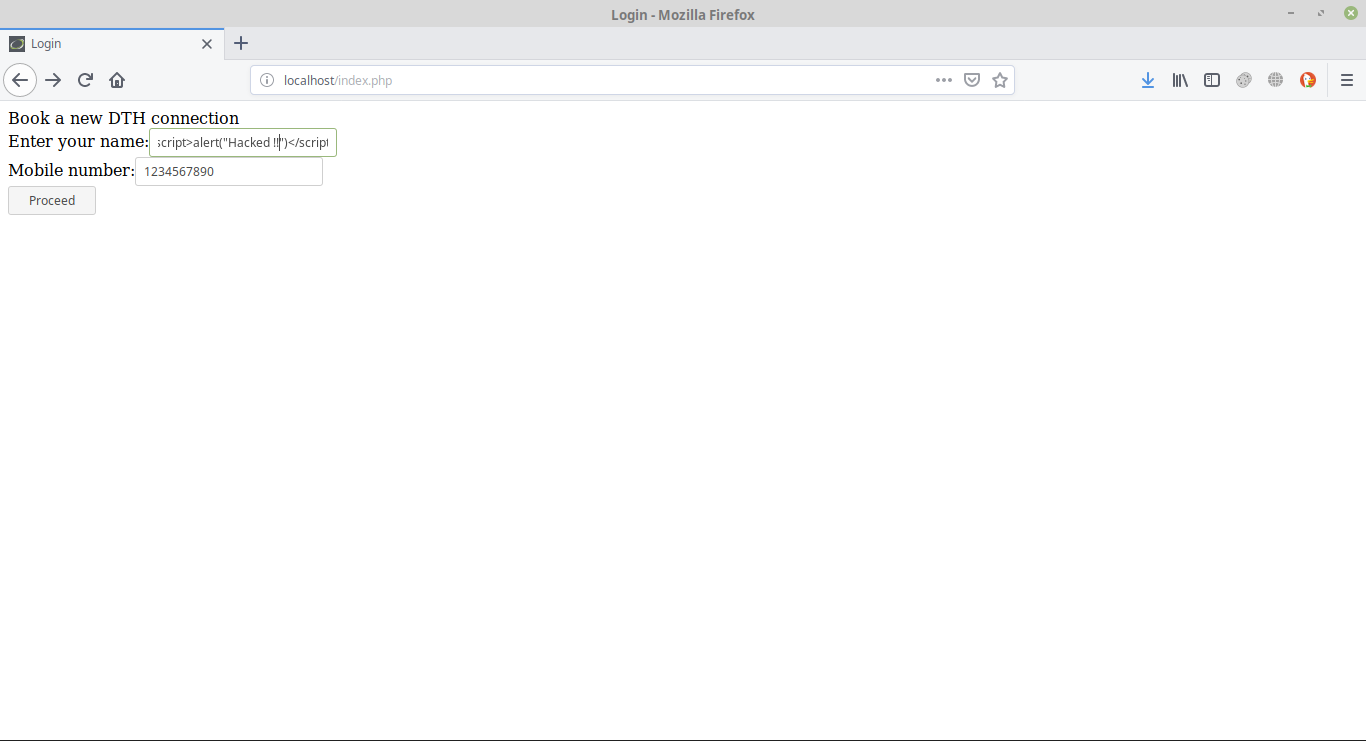 Login - Mozilla Firefox
Login
localhost/index.php
Book a new DTH connection
Enter your name: script>alert("Hacked !!")</script
Mobile number: 1234567890
Proceed